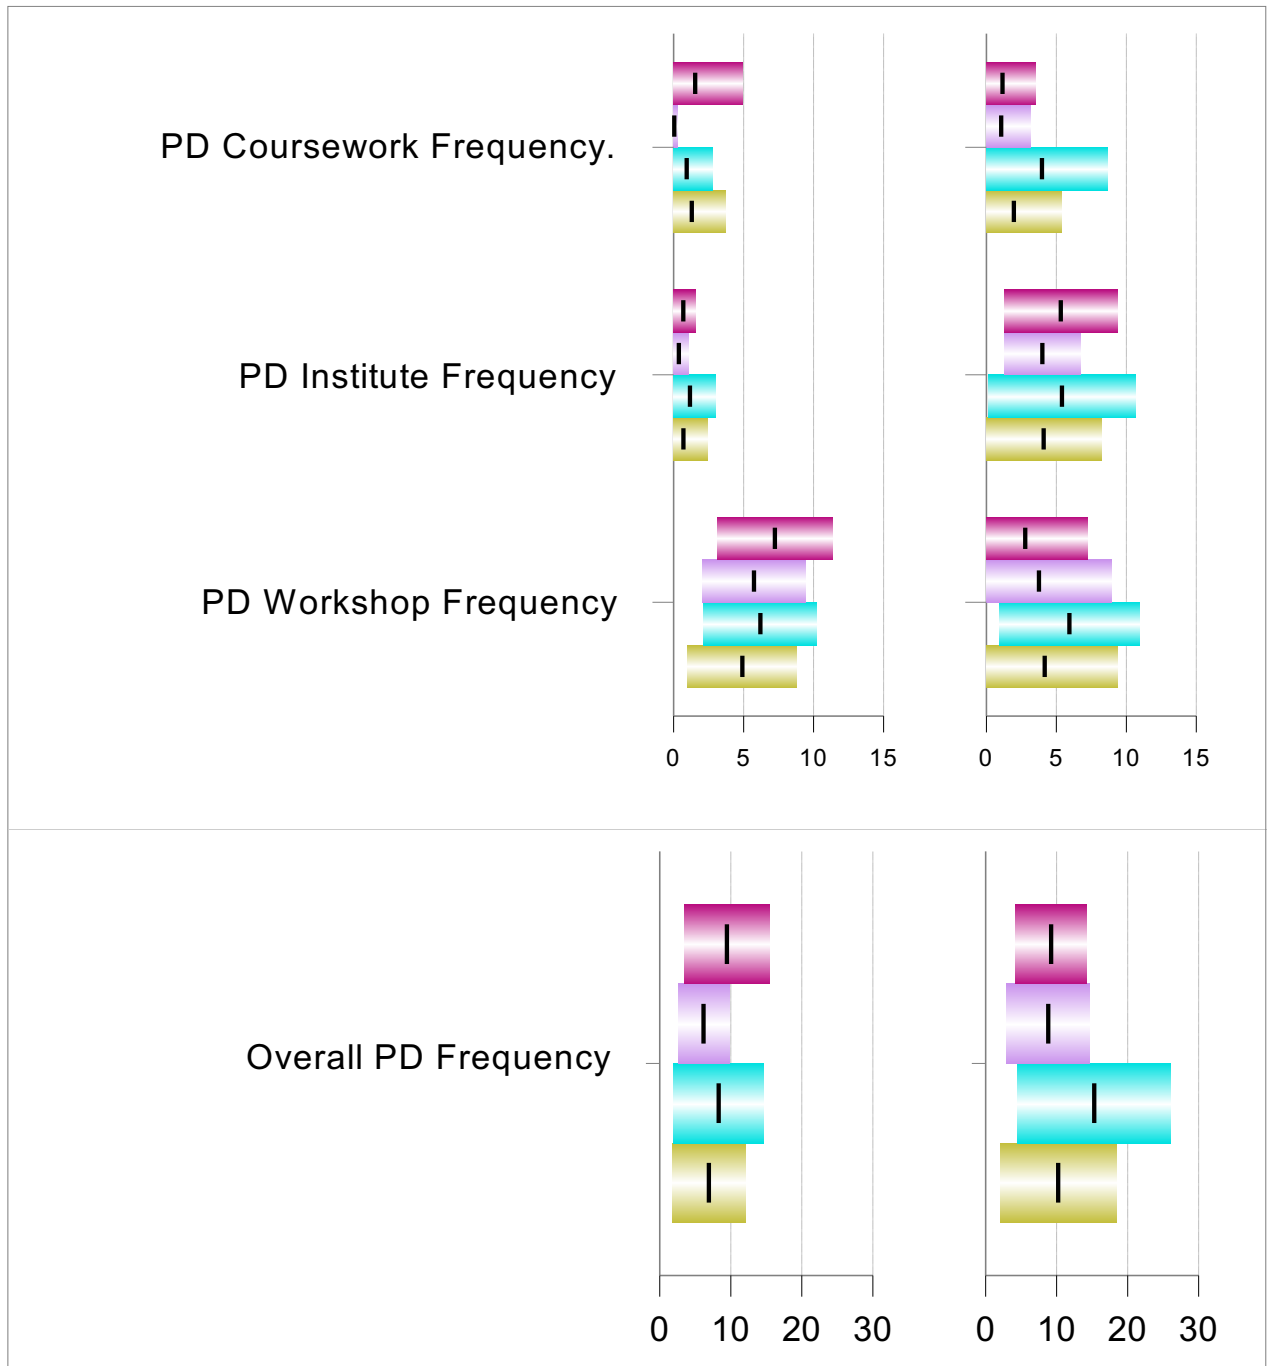 PD Coursework Frequency.
PD Institute Frequency
PD Workshop Frequency
0 5 10 15 0 5 10 15
Overall PD Frequency
0 10 20 30 0 10 20 30